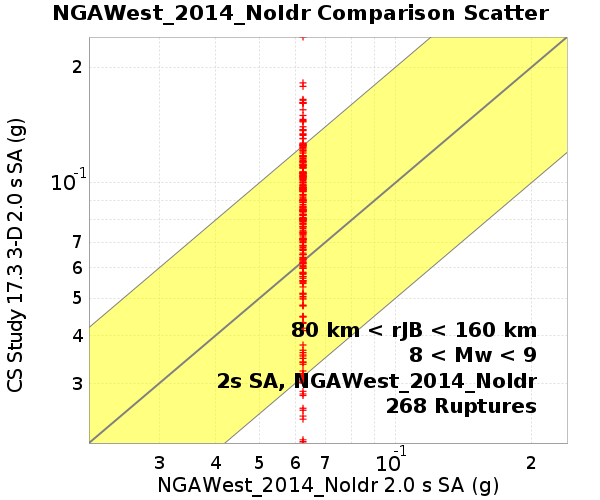 NGAWest_2014_NoIdr Comparison Scatter
CS Study 17.3 3-D 2.0 s SA (g)
2
10⁻¹
7
6
5
4
3
80 km < rJB < 160 km
8 < Mw < 9
2s SA, NGAWest_2014_NoIdr
268 Ruptures
3 4 5 6 7 10⁻¹ 2
NGAWest_2014_NoIdr 2.0 s SA (g)